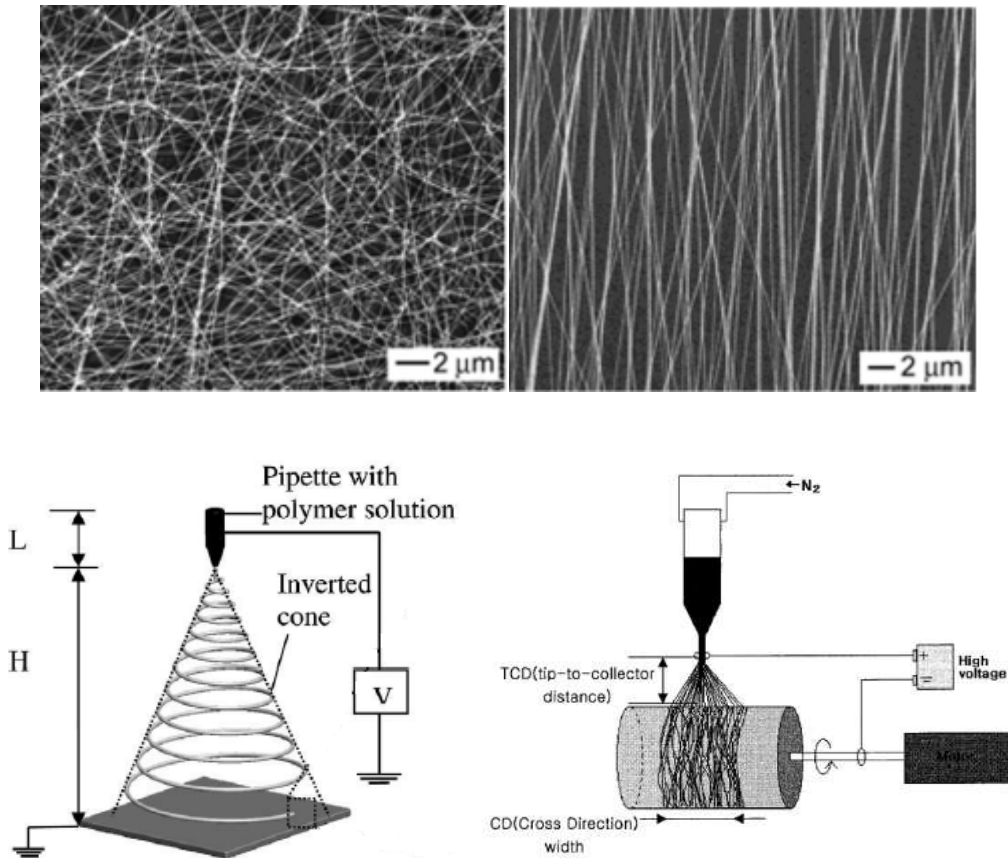 2 μm
2 μm
Pipette with
polymer solution
L
Inverted
cone
H
V
N₂
TCD(tip-to-collector
distance)
+
High
voltage
Motor
CD(Cross Direction)
width